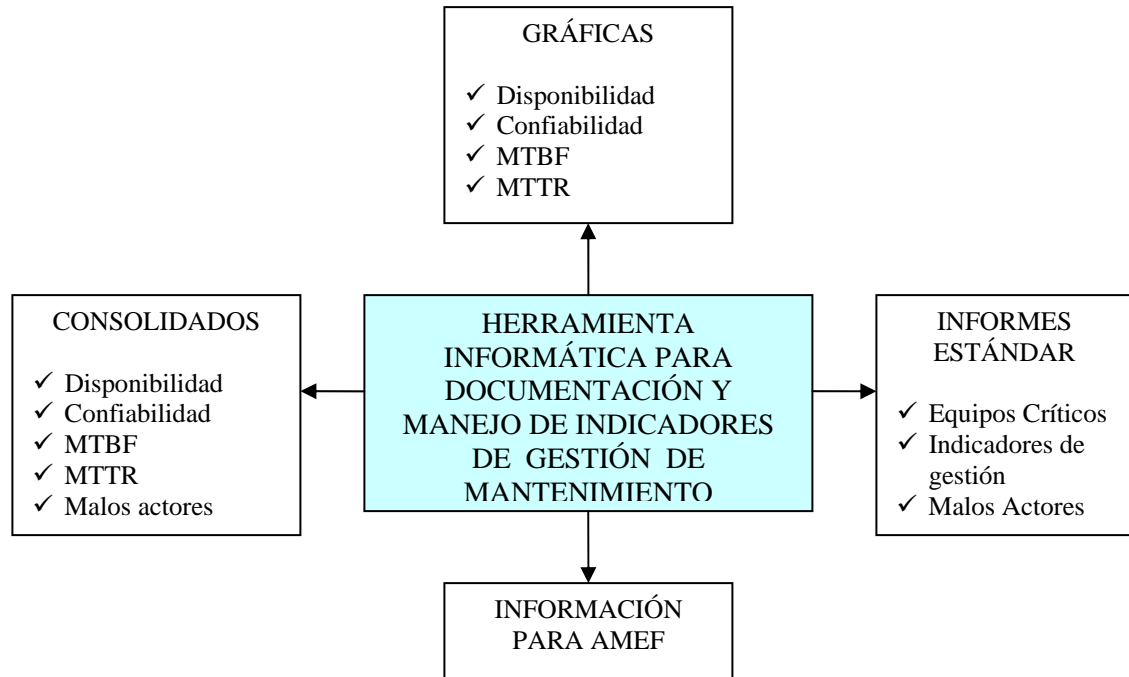 GRÁFICAS
✓ Disponibilidad
✓ Confiabilidad
✓ MTBF
✓ MTTR
CONSOLIDADOS
✓ Disponibilidad
✓ Confiabilidad
✓ MTBF
✓ MTTR
✓ Malos actores
HERRAMIENTA
INFORMÁTICA PARA
DOCUMENTACIÓN Y
MANEJO DE INDICADORES
DE GESTIÓN DE
MANTENIMIENTO
INFORMES
ESTÁNDAR
✓ Equipos Críticos
✓ Indicadores de
gestión
✓ Malos Actores
INFORMACIÓN
PARA AMEF